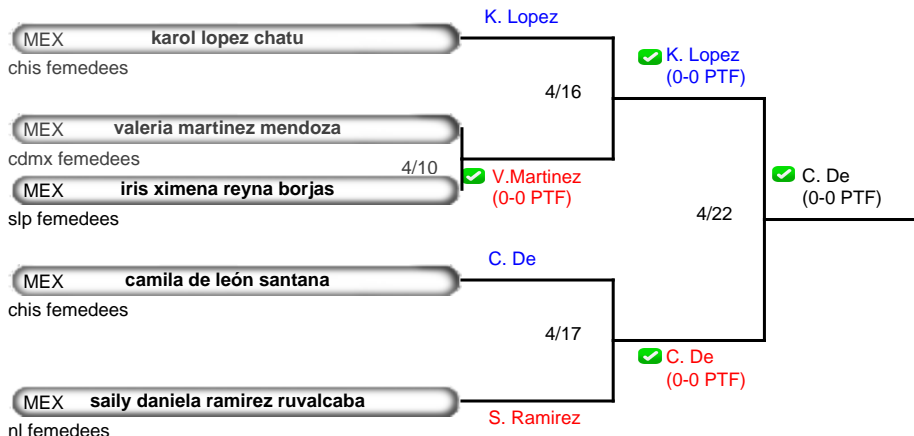 K. Lopez
MEX karol lopez chatu
chis femedees
K. Lopez
(0-0 PTF)
4/16
MEX valeria martinez mendoza
cdmx femedees
4/10
V.Martinez
(0-0 PTF)
MEX iris ximena reyna borjas
slp femedees
C. De
(0-0 PTF)
4/22
C. De
MEX camila de león santana
chis femedees
4/17
C. De
(0-0 PTF)
MEX saily daniela ramirez ruvalcaba
S. Ramirez
nl femedees